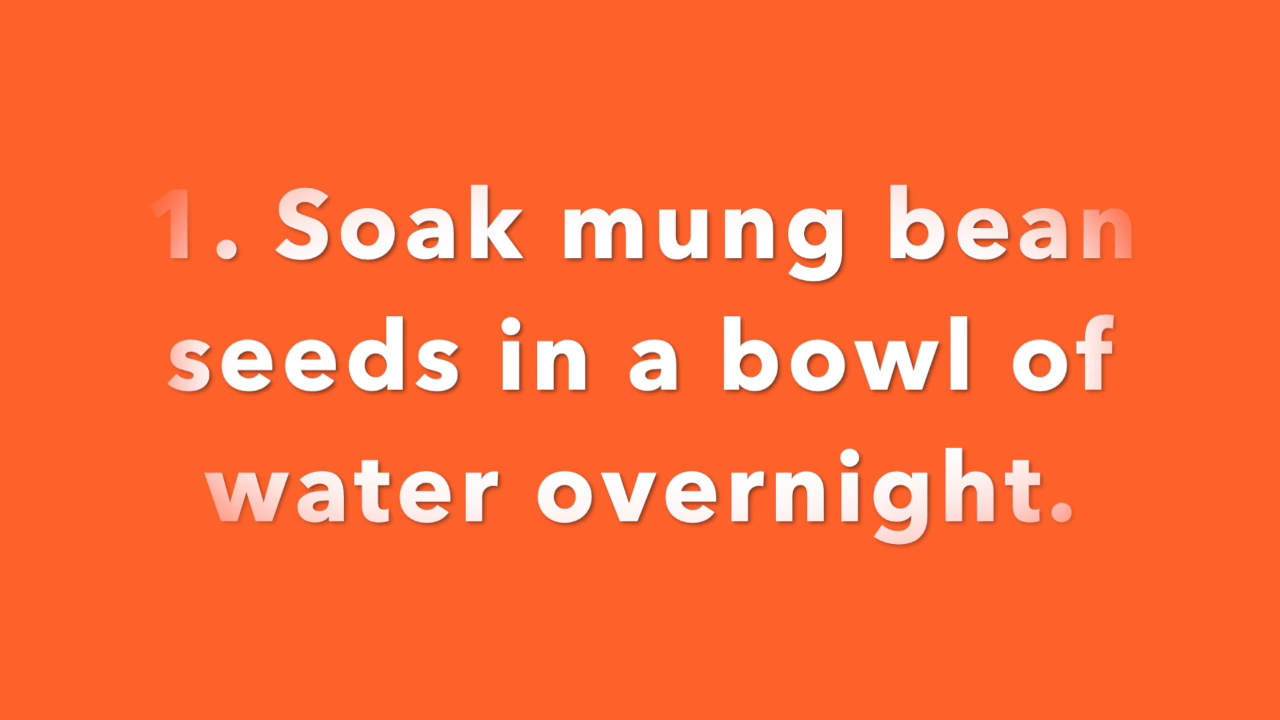 1. Soak mung bean
seeds in a bowl of
water overnight.